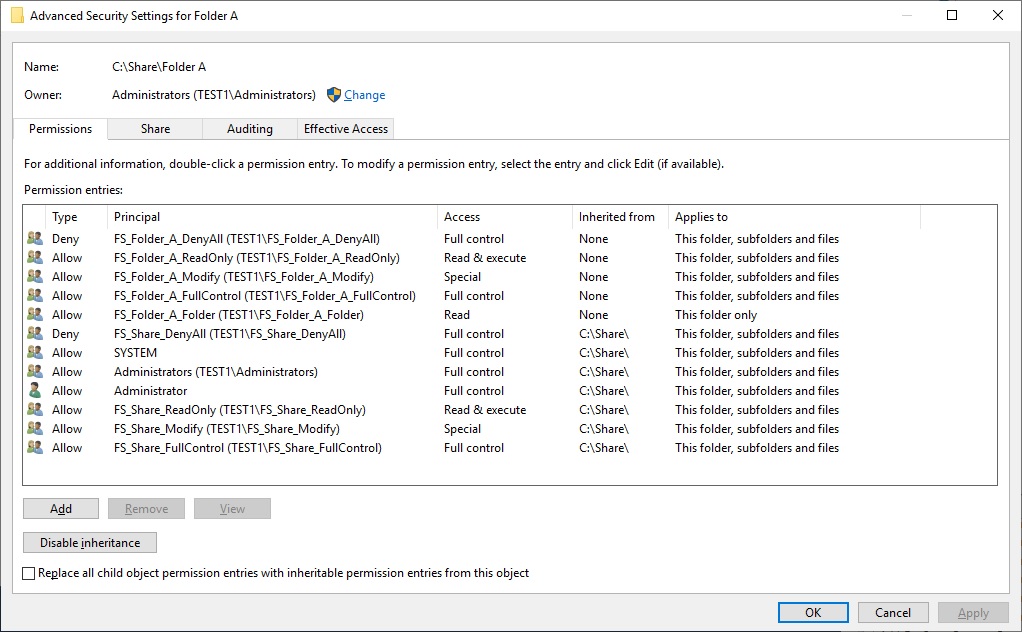 Advanced Security Settings for Folder A
Name: C:\Share\Folder A
Owner: Administrators (TEST1\Administrators) Change
Permissions Share Auditing Effective Access
For additional information, double-click a permission entry. To modify a permission entry, select the entry and click Edit (if available).
Permission entries:
Type Principal Access Inherited from Applies to
Deny FS_Folder_A_DenyAll (TEST1\FS_Folder_A_DenyAll) Full control None This folder, subfolders and files
Allow FS_Folder_A_ReadOnly (TEST1\FS_Folder_A_ReadOnly) Read & execute None This folder, subfolders and files
Allow FS_Folder_A_Modify (TEST1\FS_Folder_A_Modify) Special None This folder, subfolders and files
Allow FS_Folder_A_FullControl (TEST1\FS_Folder_A_FullControl) Full control None This folder, subfolders and files
Allow FS_Folder_A_Folder (TEST1\FS_Folder_A_Folder) Read None This folder only
Deny FS_Share_DenyAll (TEST1\FS_Share_DenyAll) Full control C:\Share\ This folder, subfolders and files
Allow SYSTEM Full control C:\Share\ This folder, subfolders and files
Allow Administrators (TEST1\Administrators) Full control C:\Share\ This folder, subfolders and files
Allow Administrator Full control C:\Share\ This folder, subfolders and files
Allow FS_Share_ReadOnly (TEST1\FS_Share_ReadOnly) Read & execute C:\Share\ This folder, subfolders and files
Allow FS_Share_Modify (TEST1\FS_Share_Modify) Special C:\Share\ This folder, subfolders and files
Allow FS_Share_FullControl (TEST1\FS_Share_FullControl) Full control C:\Share\ This folder, subfolders and files
Add Remove View
Disable inheritance
Replace all child object permission entries with inheritable permission entries from this object
OK Cancel Apply